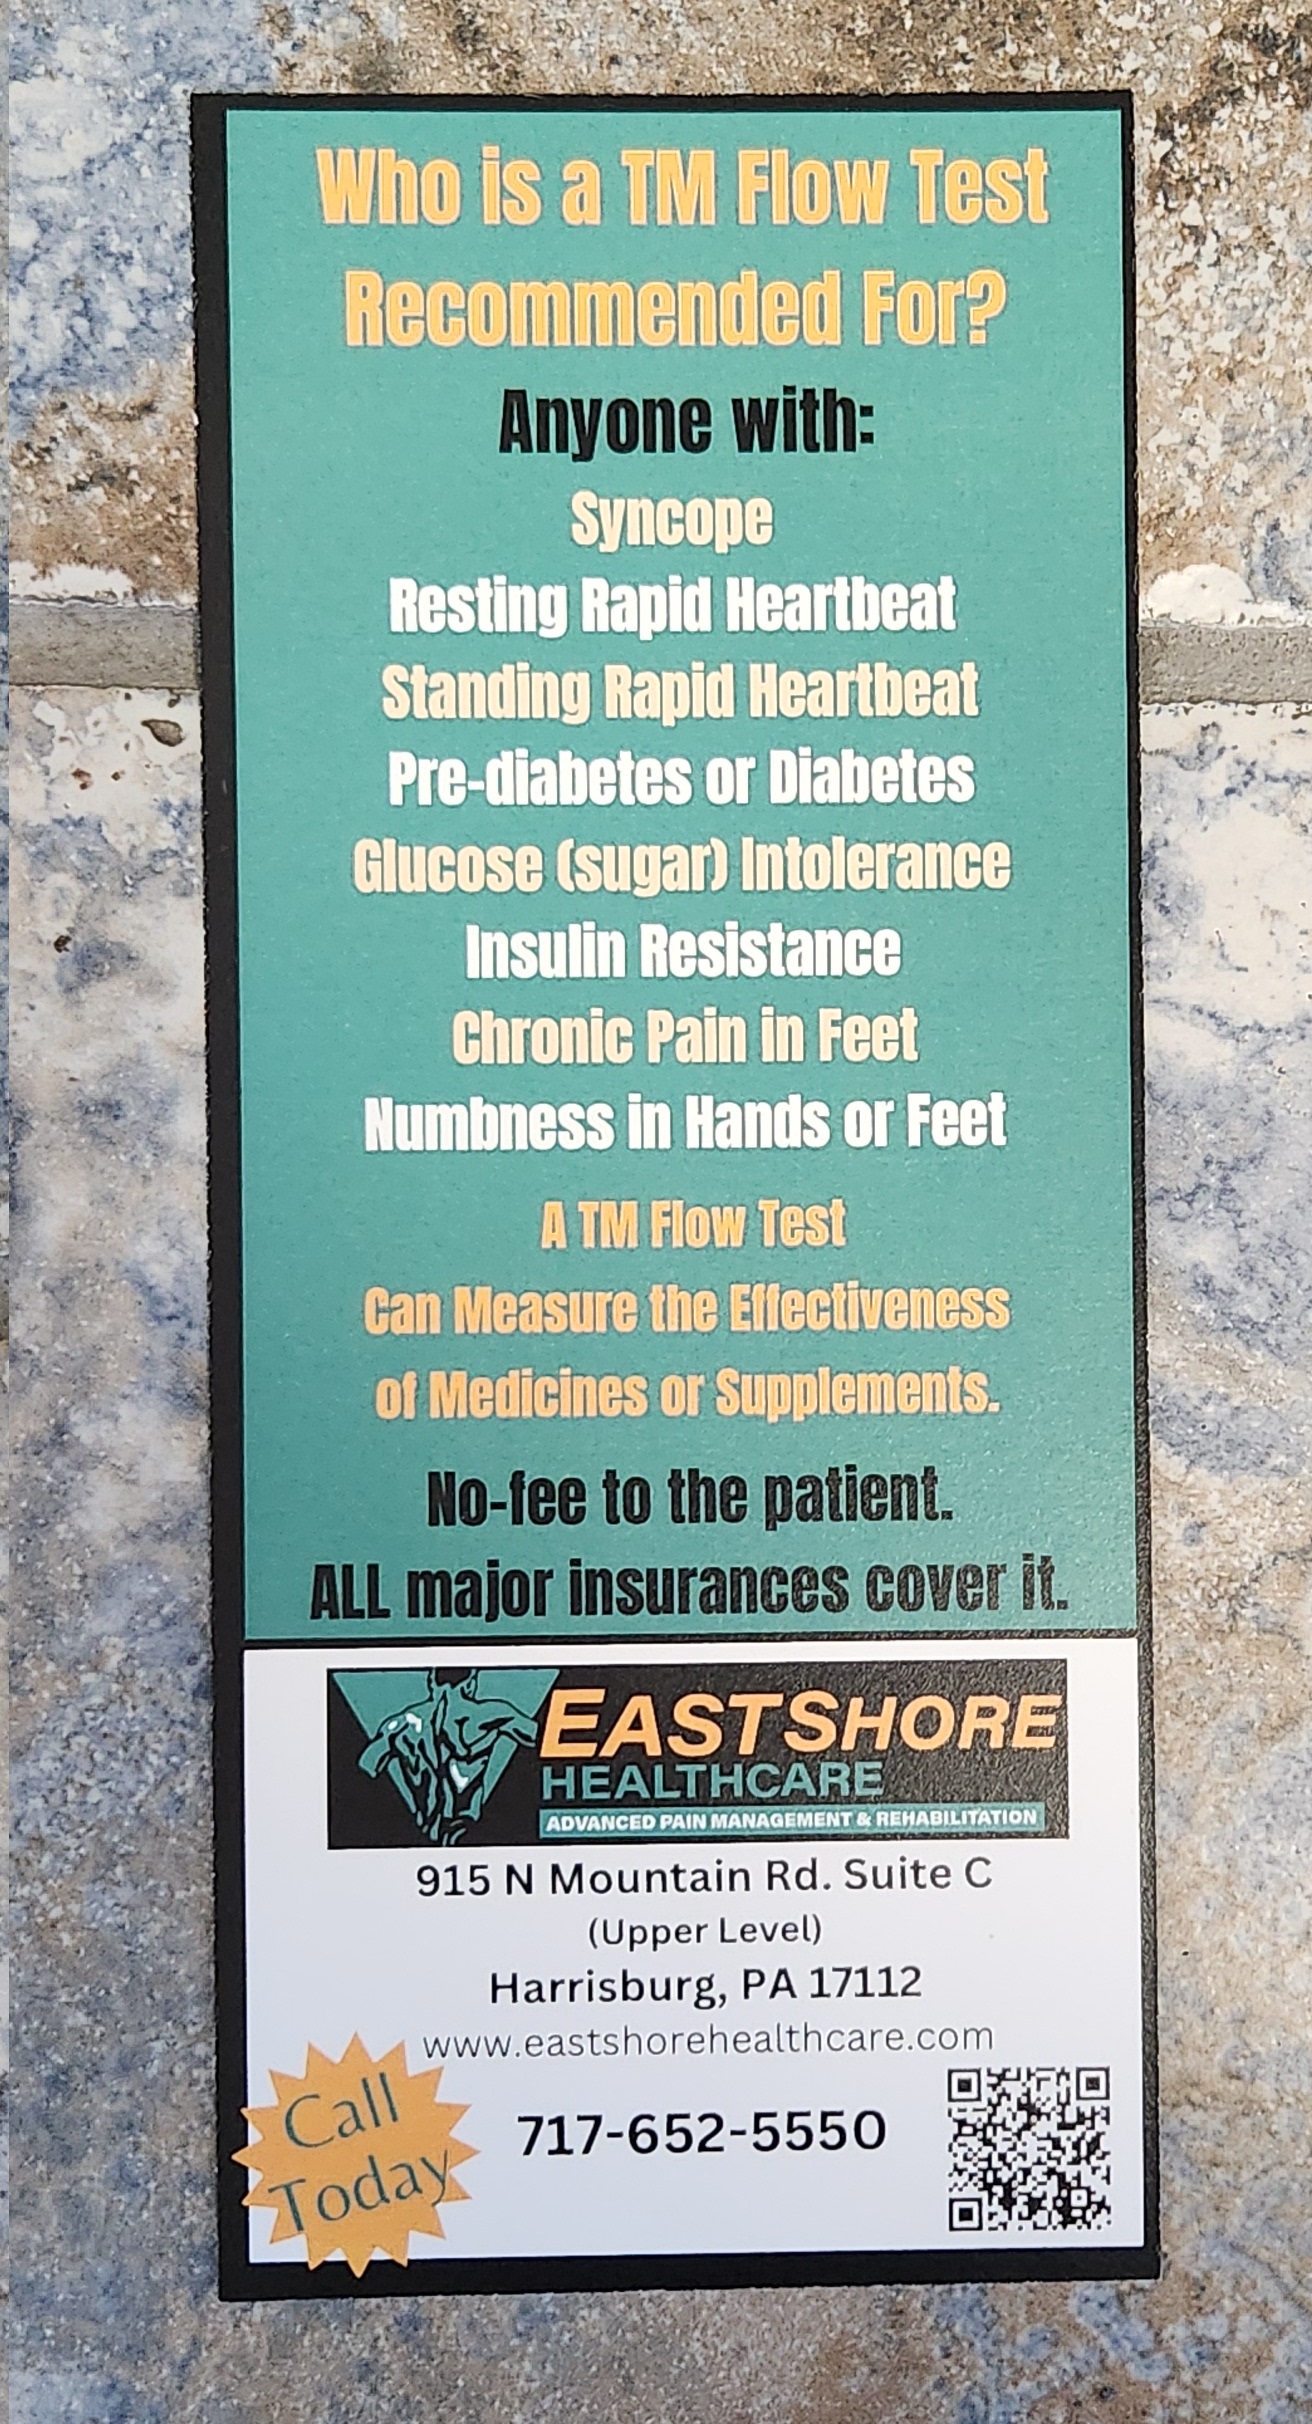 Who is a TM Flow Test
Recommended For?
Anyone with:
Syncope
Resting Rapid Heartbeat
Standing Rapid Heartbeat
Pre-diabetes or Diabetes
Glucose (sugar) Intolerance
Insulin Resistance
Chronic Pain in Feet
Numbness in Hands or Feet
A TM Flow Test
Can Measure the Effectiveness
of Medicines or Supplements.
No-fee to the patient.
ALL major insurances cover it.
EASTSHORE
HEALTHCARE
ADVANCED PAIN MANAGEMENT & REHABILITATION
915 N Mountain Rd. Suite C
(Upper Level)
Harrisburg, PA 17112
www.eastshorehealthcare.com
Call
Today
717-652-5550